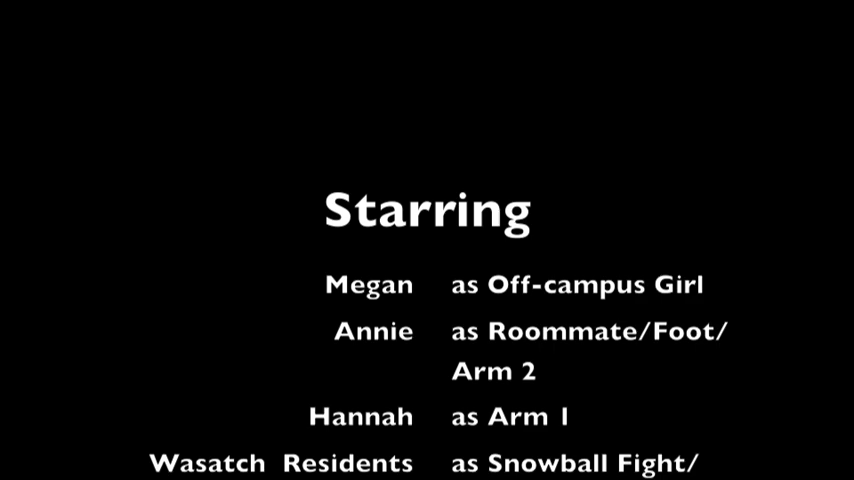 Starring
Megan as Off-campus Girl
Annie as Roommate/Foot/
Arm 2
Hannah as Arm 1
Wasatch Residents as Snowball Fight/